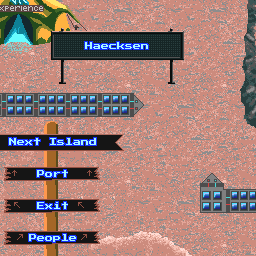 xperience
Haecksen
Next Island
↑ Port ↑
↖ Exit ↖
↗ People ↗